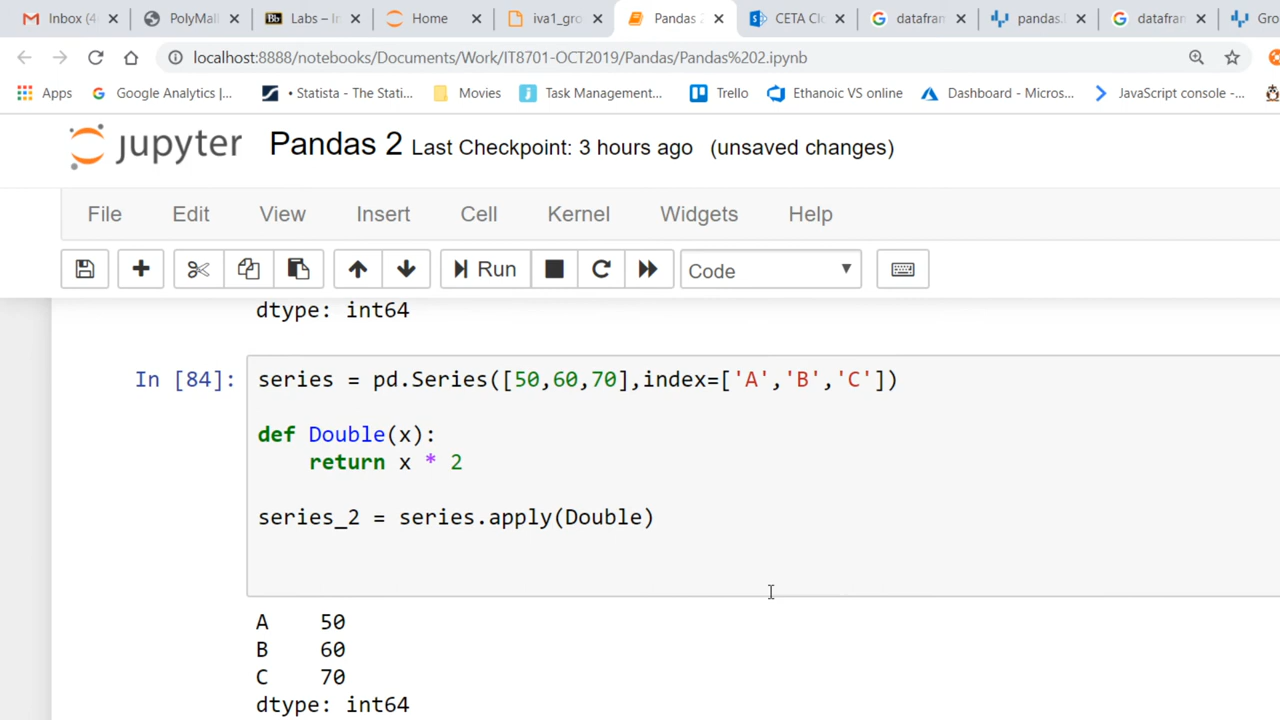 Inbox (4
PolyMall
Bb Labs – I
Home
iva1_gro
Pandas 2
CETA Cl
datafran
pandas.
datafran
Gro
localhost:8888/notebooks/Documents/Work/IT8701-OCT2019/Pandas/Pandas%202.ipynb
Apps
Google Analytics |...
• Statista - The Stati...
Movies
Task Management...
Trello
Ethanoic VS online
Dashboard - Micros...
JavaScript console -...
jupyter Pandas 2 Last Checkpoint: 3 hours ago (unsaved changes)
File Edit View Insert Cell Kernel Widgets Help
Run
Code
dtype: int64
In [84]: series = pd.Series([50,60,70],index=['A','B','C'])
def Double(x):
return x * 2
series_2 = series.apply(Double)
A 50
B 60
C 70
dtype: int64